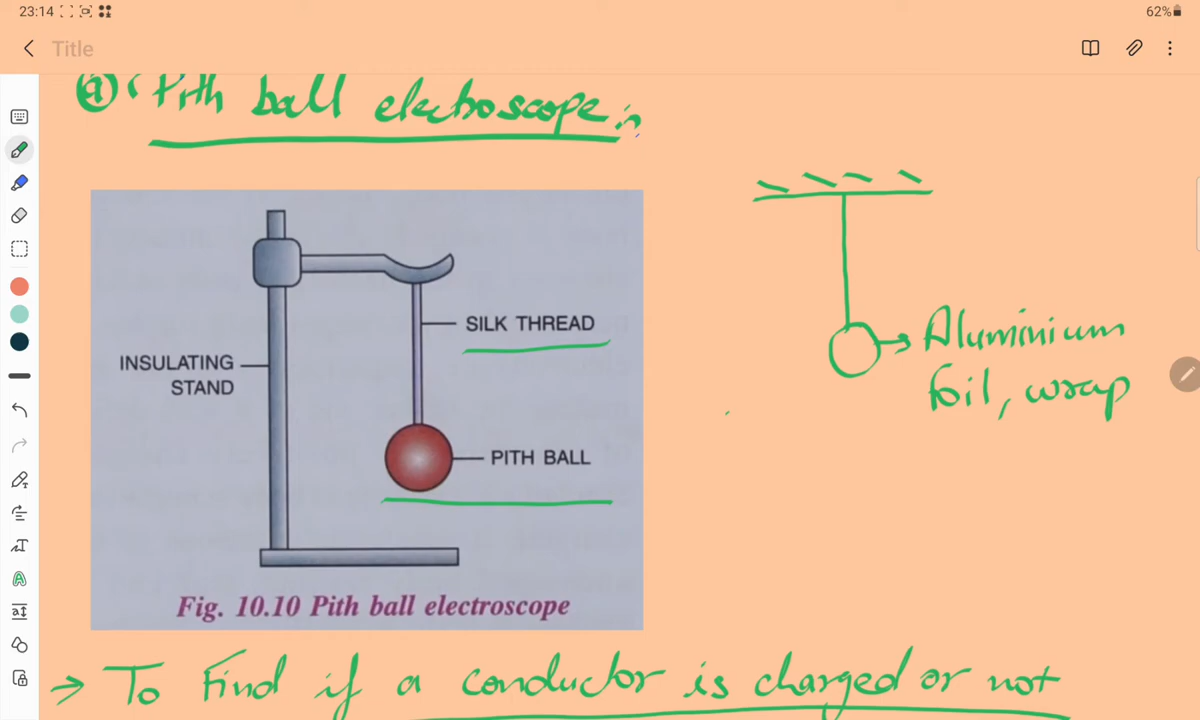 23:14
62%
Title
a) Pith ball electroscope :-
SILK THREAD
INSULATING
STAND
PITH BALL
Fig. 10.10 Pith ball electroscope
Aluminium
foil, wrap
→ To Find if a conductor is charged or not